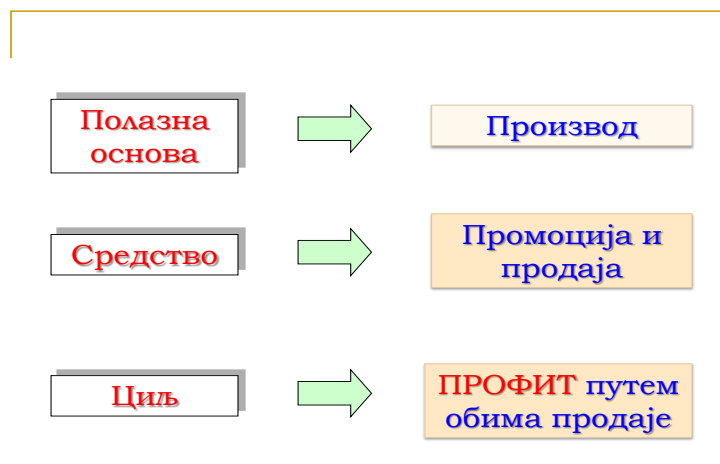 Полазна
основа
Производ
Средство
Промоција и
продаја
Циљ
ПРОФИТ путем
обима продаје